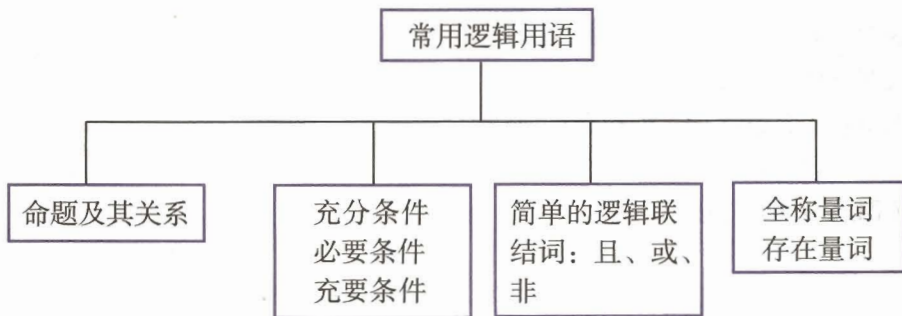 常用逻辑用语
命题及其关系
充分条件
必要条件
充要条件
简单的逻辑联
结词：且、或、
非
全称量词
存在量词